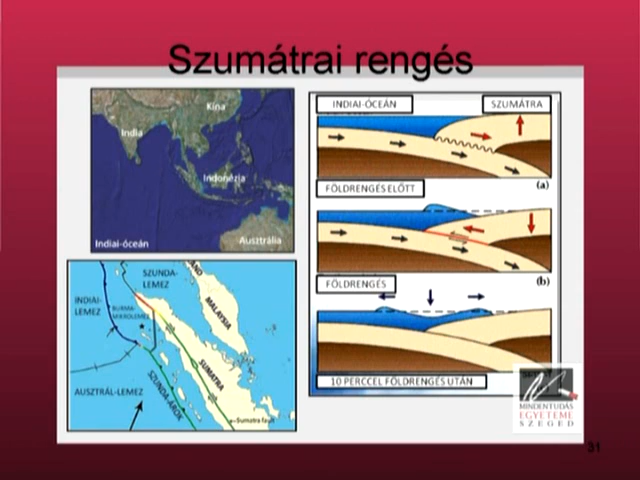 Szumátrai rengés
Kína
India
Indonézia
Indiai-óceán
Ausztrália
SZUNDA-
LEMEZ
INDIAI-
LEMEZ
BURMAI-
MIKROLEMEZ
MALAYSIA
SUMATRA
SZUNDA-ÁROK
AUSZTRÁL-LEMEZ
Sumatra fault
INDIAI-ÓCEÁN
SZUMÁTRA
(a)
FÖLDRENGÉS ELŐTT
(b)
FÖLDRENGÉS
10 PERCCEL FÖLDRENGÉS UTÁN
MINDENTUDÁS
EGYETEME
SZEGED
31